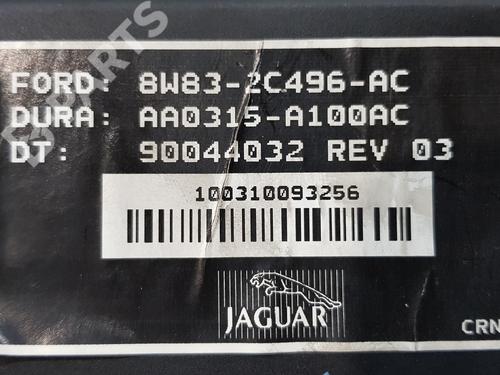 FORD: 8W83-2C496-AC
DURA: AA0315-A100AC
DT: 90044032 REV 03
100310093256
JAGUAR
CRN